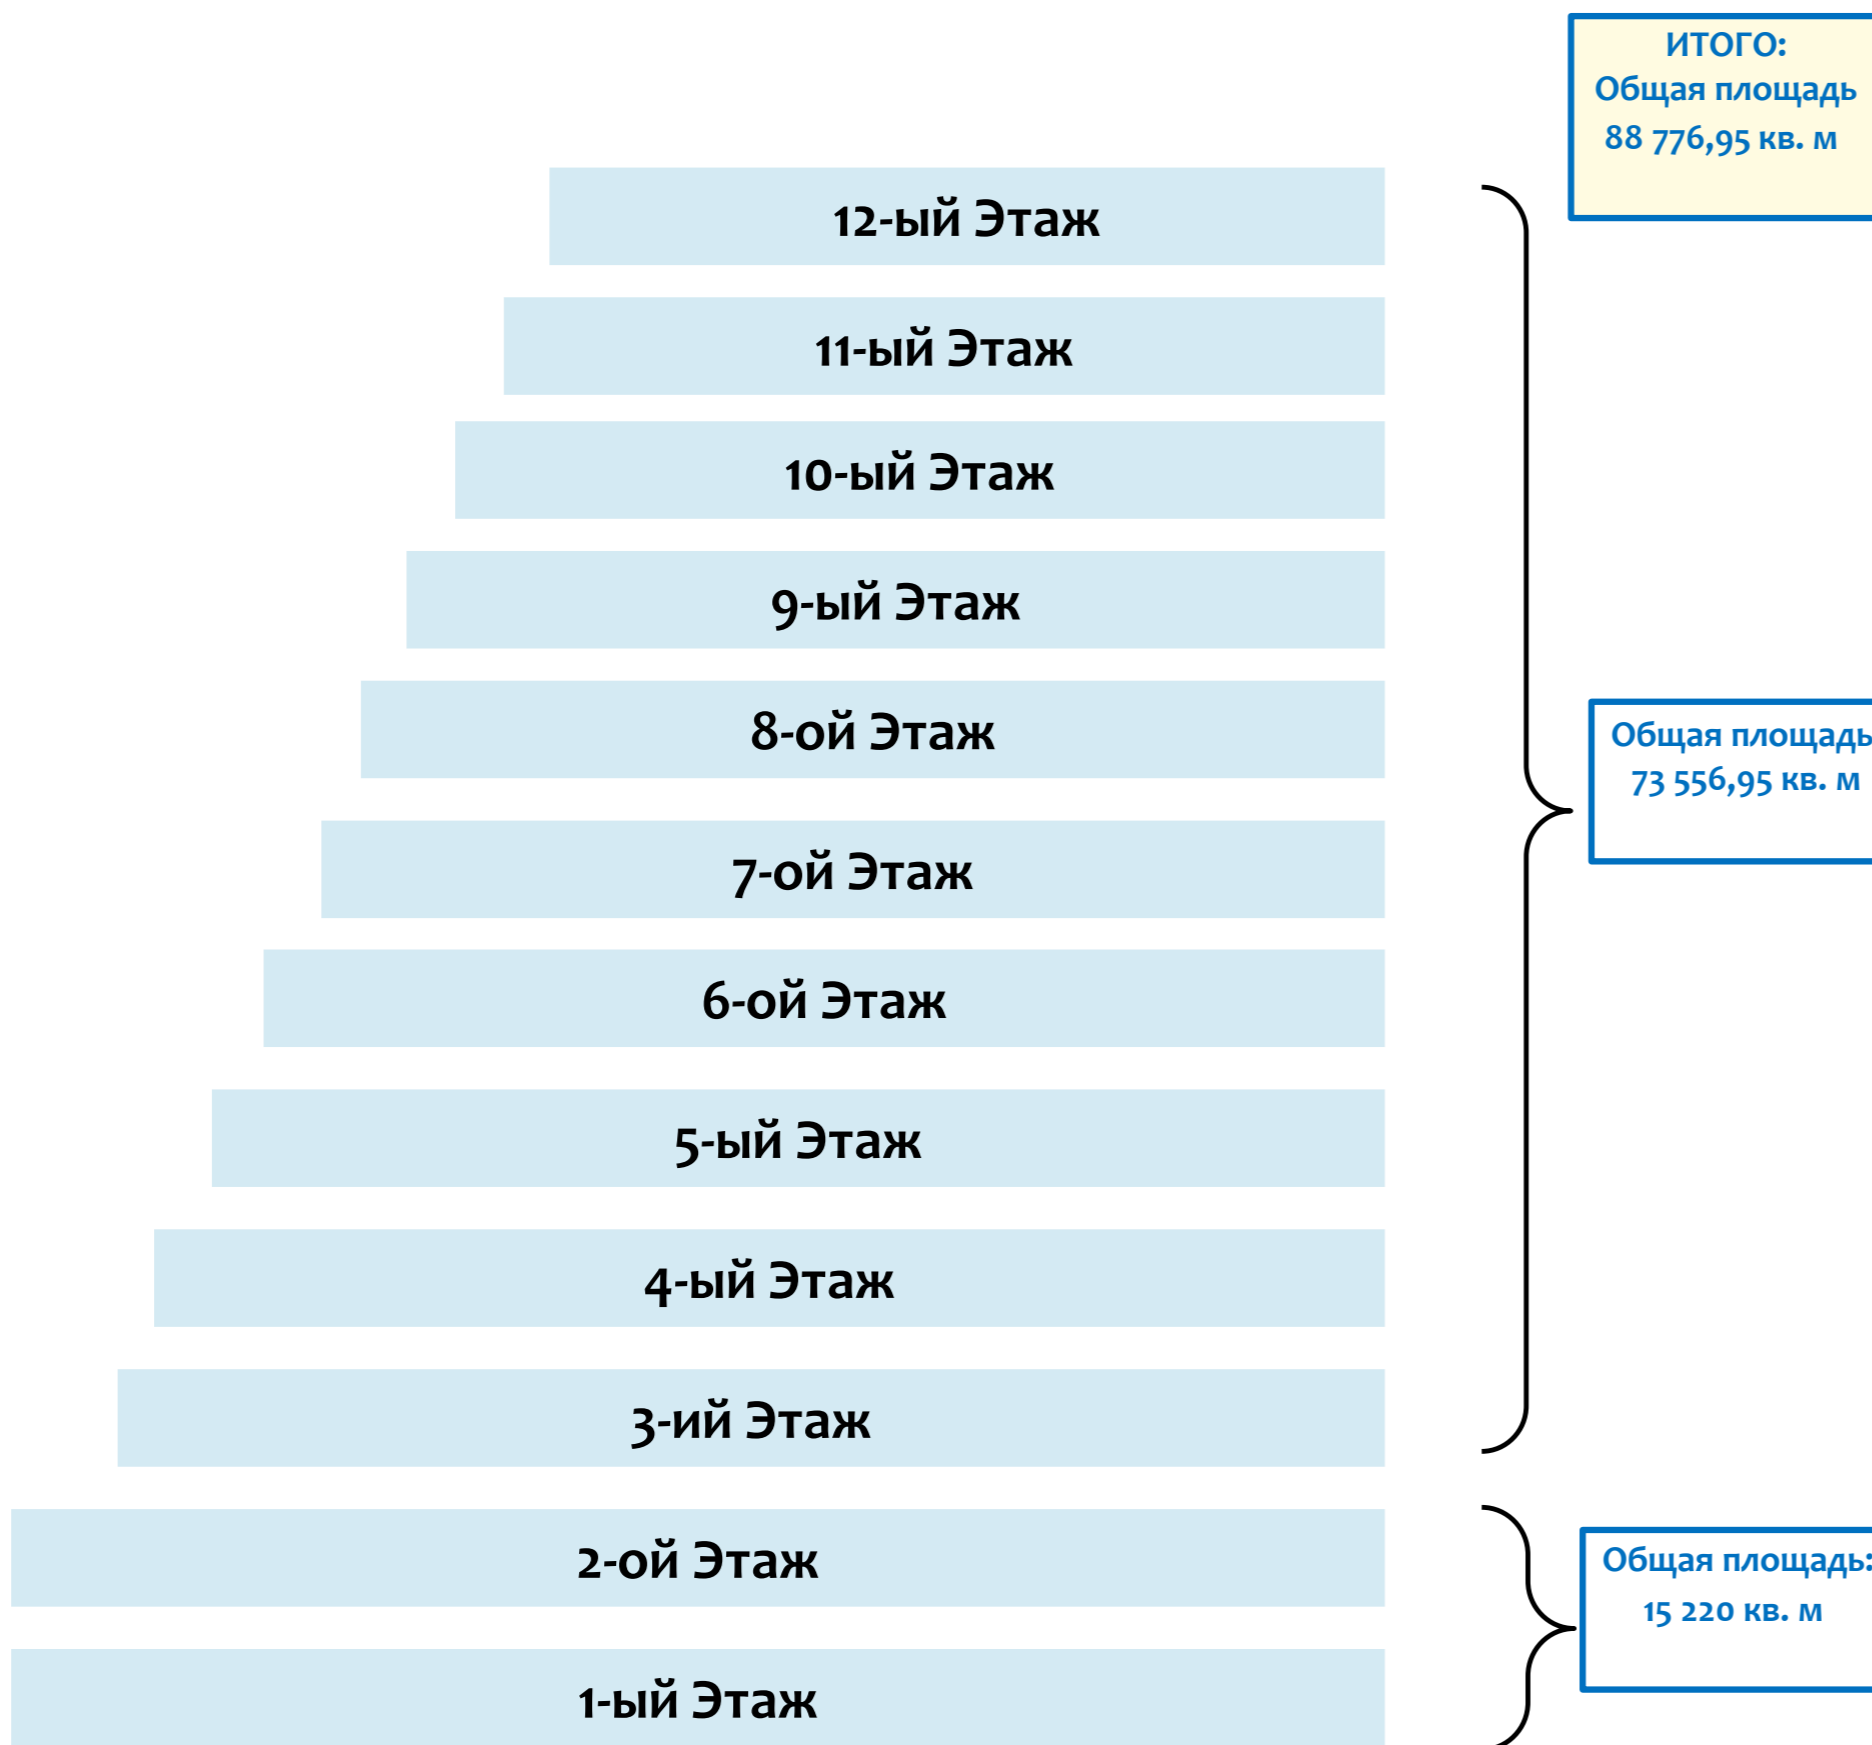 ИТОГО:
Общая площадь
88 776,95 кв. м
12-ый Этаж
11-ый Этаж
10-ый Этаж
9-ый Этаж
8-ой Этаж
Общая площадь
73 556,95 кв. м
7-ой Этаж
6-ой Этаж
5-ый Этаж
4-ый Этаж
3-ий Этаж
2-ой Этаж
Общая площадь:
15 220 кв. м
1-ый Этаж